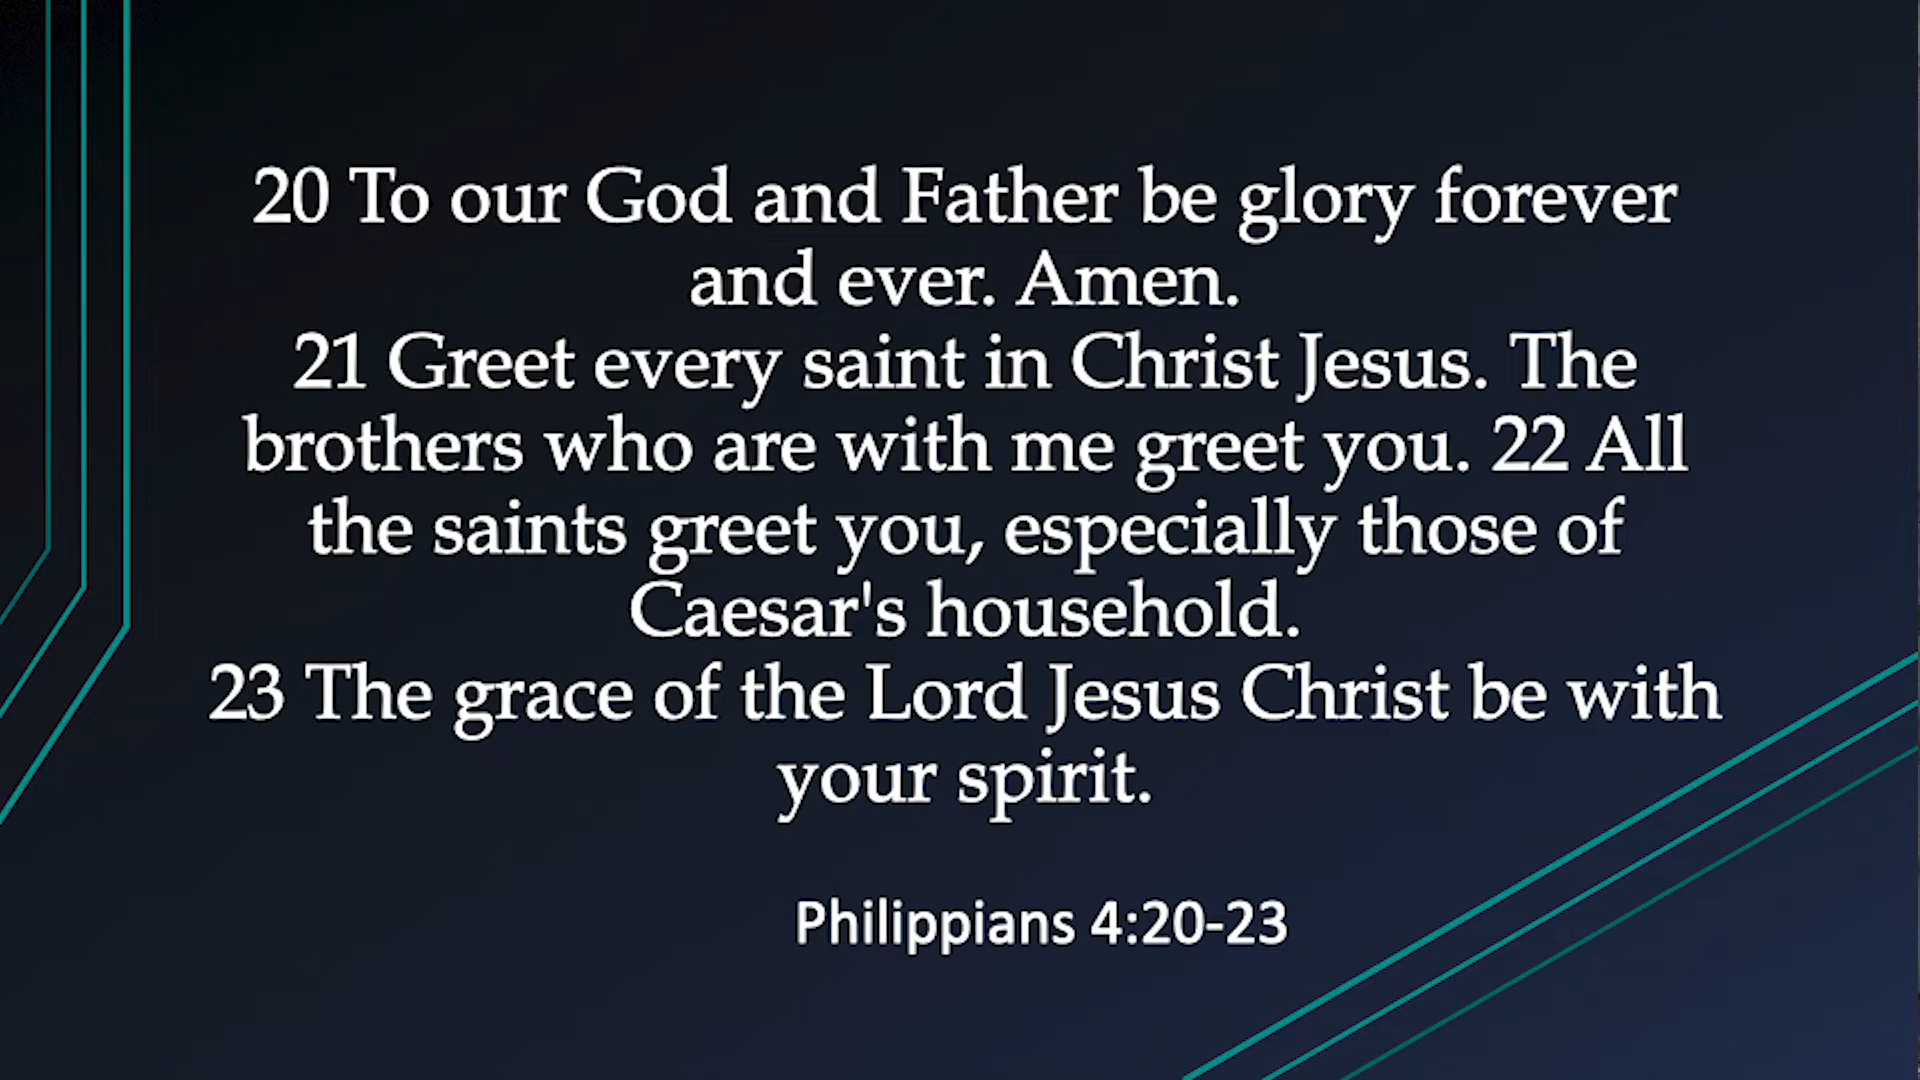 20 To our God and Father be glory forever
and ever. Amen.
21 Greet every saint in Christ Jesus. The
brothers who are with me greet you. 22 All
the saints greet you, especially those of
Caesar's household.
23 The grace of the Lord Jesus Christ be with
your spirit.
Philippians 4:20-23